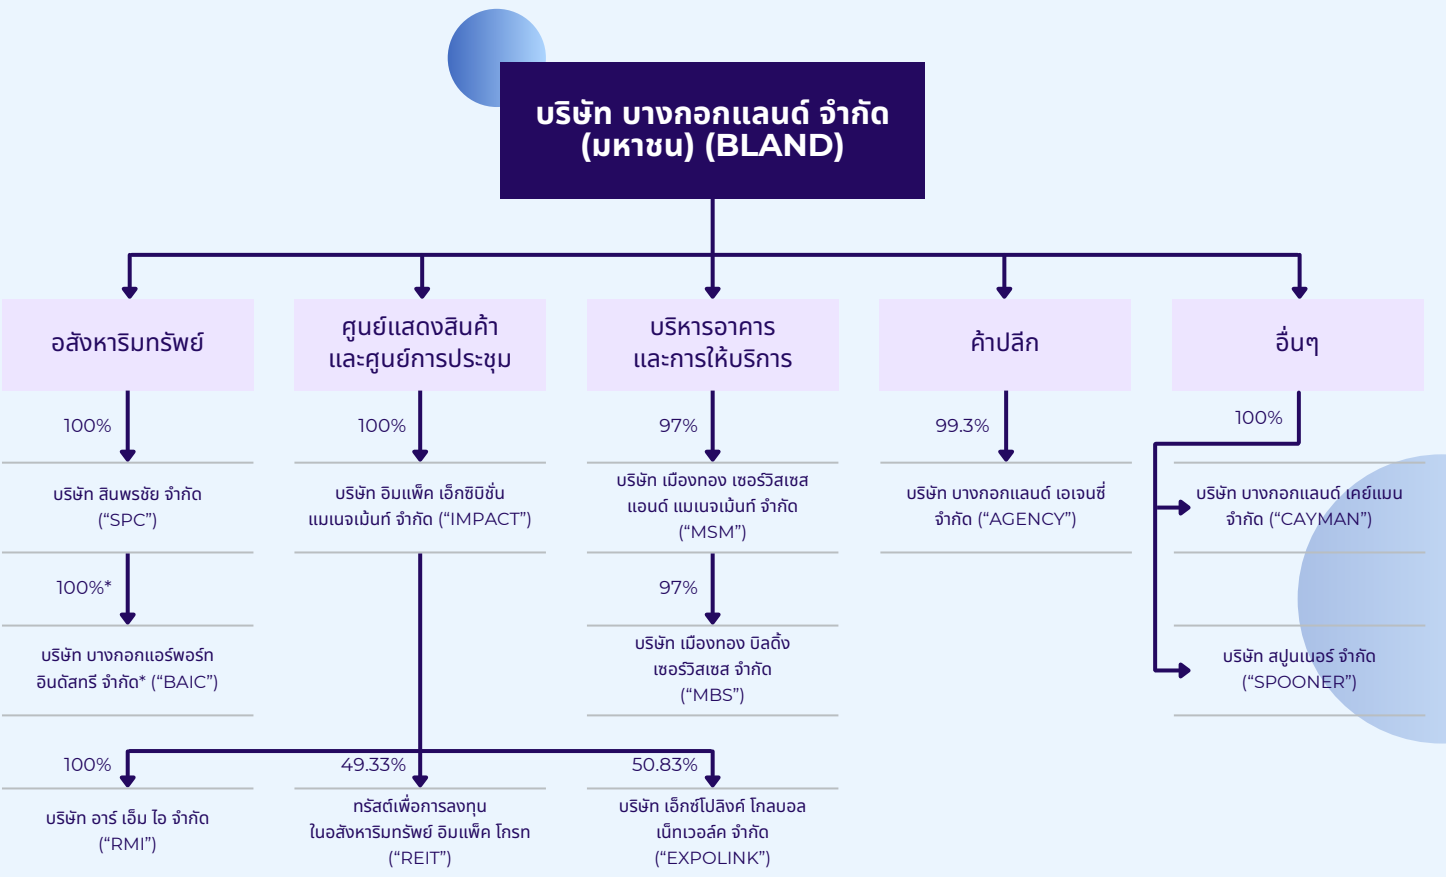 บริษัท บางกอกแลนด์ จำกัด
(มหาชน) (BLAND)
อสังหาริมทรัพย์
ศูนย์แสดงสินค้า
และศูนย์การประชุม
บริหารอาคาร
และการให้บริการ
ค้าปลีก
อื่นๆ
100%
100%
97%
99.3%
100%
บริษัท สินพรชัย จำกัด
(“SPC”)
บริษัท อิมแพ็ค เอ็กซิบิชั่น
แมเนจเม้นท์ จำกัด (“IMPACT”)
บริษัท เมืองทอง เซอร์วิสเซส
แอนด์ แมเนจเม้นท์ จำกัด
(“MSM”)
บริษัท บางกอกแลนด์ เอเจนซี่
จำกัด (“AGENCY”)
บริษัท บางกอกแลนด์ เคย์แมน
จำกัด (“CAYMAN”)
100%*
97%
บริษัท บางกอกแอร์พอร์ท
อินดัสทรี จำกัด* (“BAIC”)
บริษัท เมืองทอง บิลดิ้ง
เซอร์วิสเซส จำกัด
(“MBS”)
บริษัท สปูนเนอร์ จำกัด
(“SPOONER”)
100%
49.33%
50.83%
บริษัท อาร์ เอ็ม ไอ จำกัด
(“RMI”)
ทรัสต์เพื่อการลงทุน
ในอสังหาริมทรัพย์ อิมแพ็ค โกรท
(“REIT”)
บริษัท เอ็กซ์โปลิงค์ โกลบอล
เน็ทเวอล์ค จำกัด
(“EXPOLINK”)